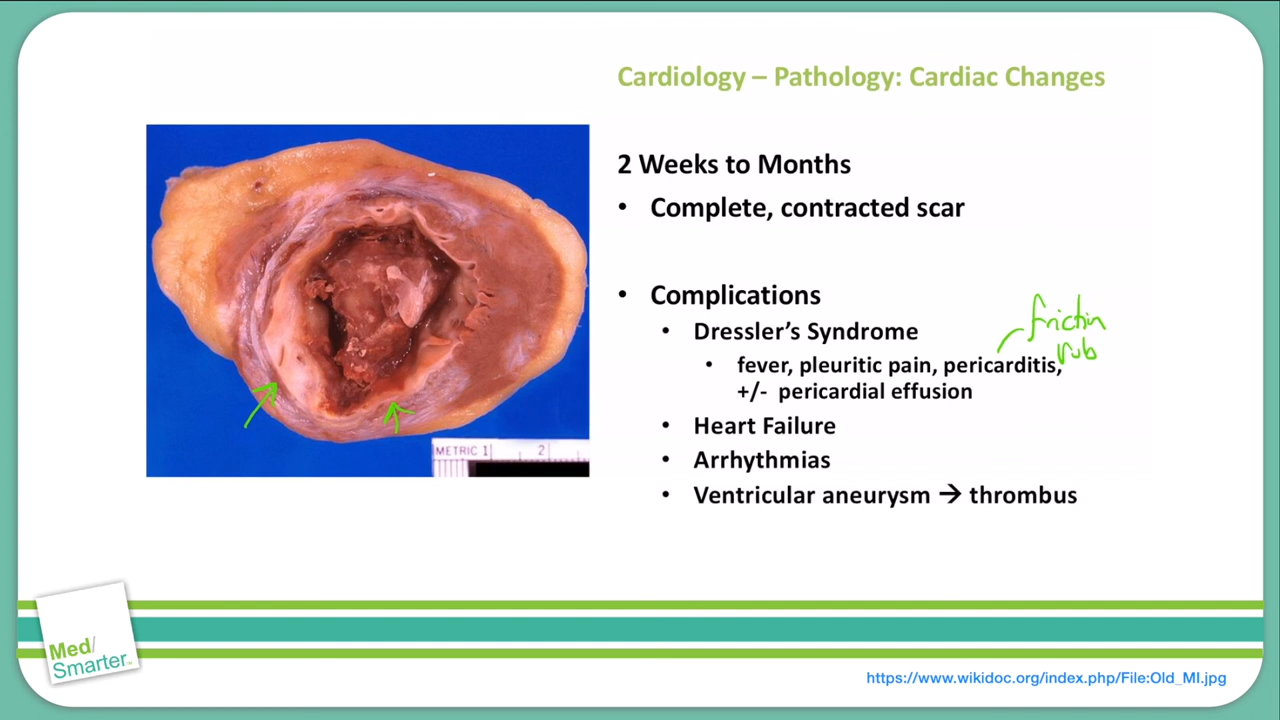 Cardiology – Pathology: Cardiac Changes
2 Weeks to Months
• Complete, contracted scar
• Complications
• Dressler’s Syndrome
frictin
rub
• fever, pleuritic pain, pericarditis,
+/- pericardial effusion
• Heart Failure
• Arrhythmias
• Ventricular aneurysm → thrombus
METRIC 1 2
Med/
Smarter™
https://www.wikidoc.org/index.php/File:Old_MI.jpg